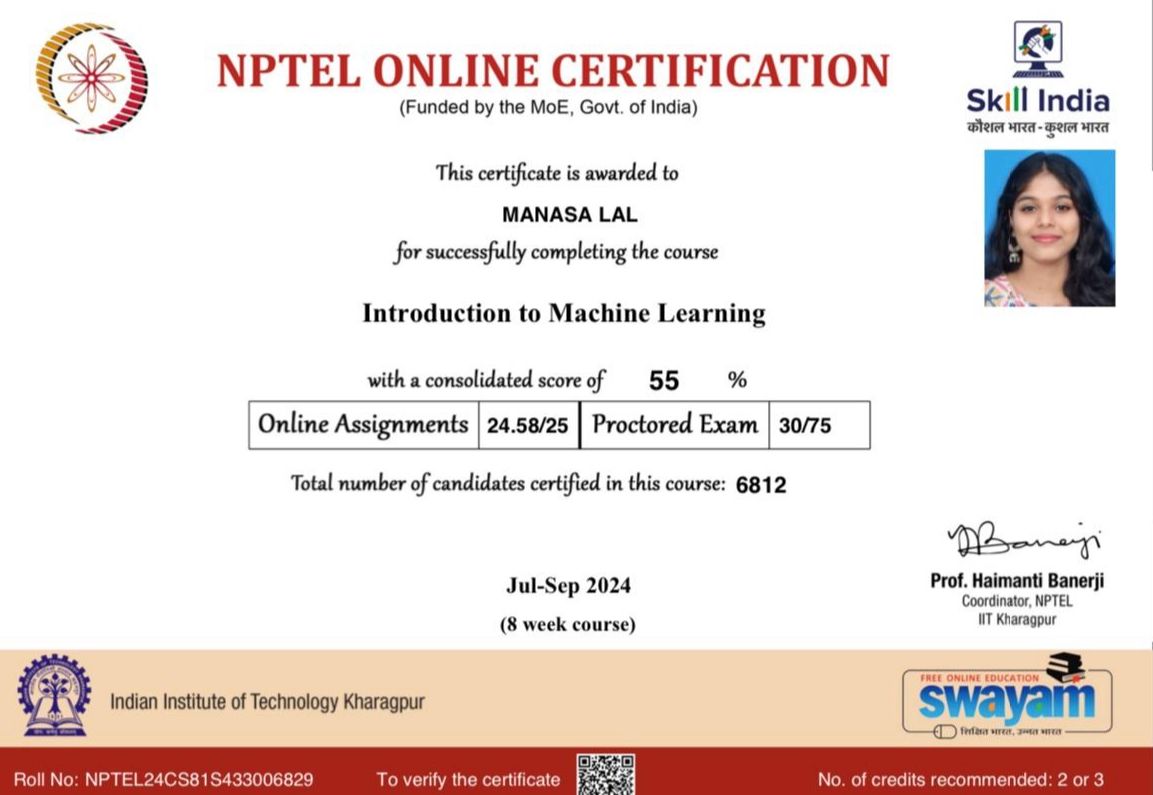 NPTEL ONLINE CERTIFICATION
(Funded by the MoE, Govt. of India)
Skill India
कौशल भारत - कुशल भारत
This certificate is awarded to
MANASA LAL
for successfully completing the course
Introduction to Machine Learning
with a consolidated score of 55 %
Online Assignments 24.58/25 Proctored Exam 30/75
Total number of candidates certified in this course: 6812
Jul-Sep 2024
(8 week course)
Prof. Haimanti Banerji
Coordinator, NPTEL
IIT Kharagpur
Indian Institute of Technology Kharagpur
FREE ONLINE EDUCATION
swayam
शिक्षित भारत, उन्नत भारत
Roll No: NPTEL24CS81S433006829 To verify the certificate No. of credits recommended: 2 or 3